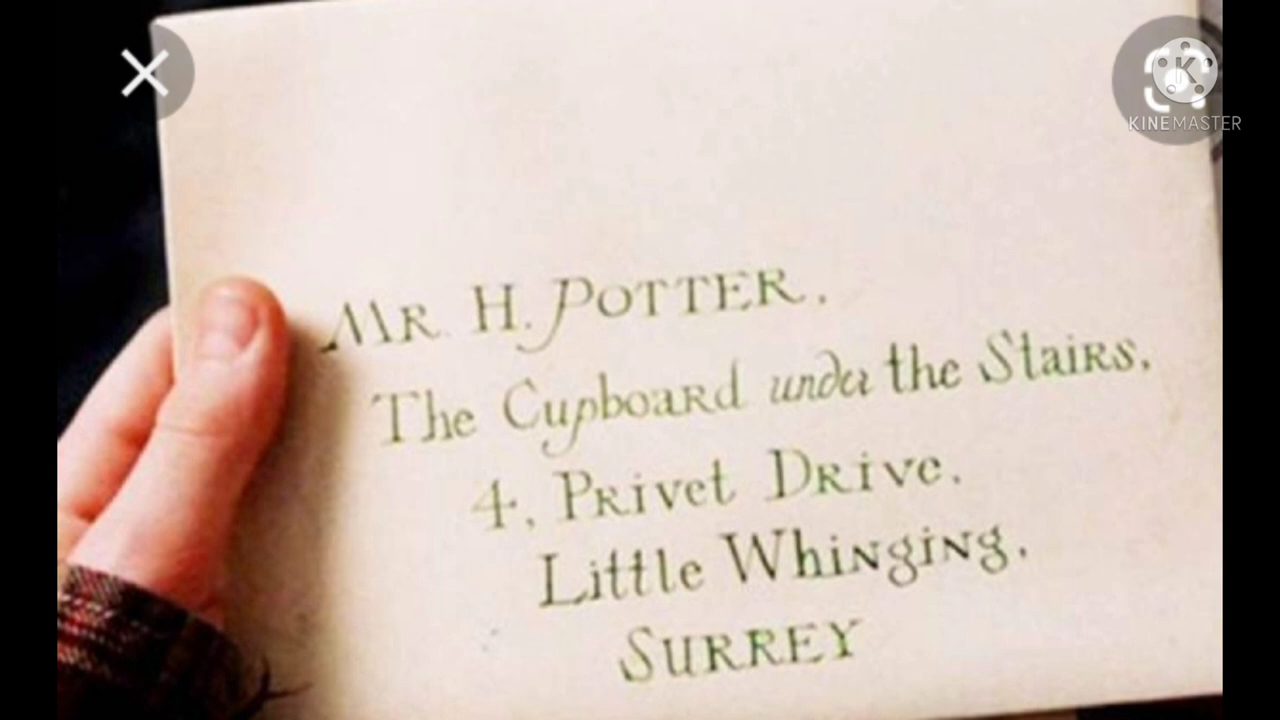 KINEMASTER
Mr. H. Potter,
The Cupboard under the Stairs,
4, Privet Drive,
Little Whinging,
SURREY